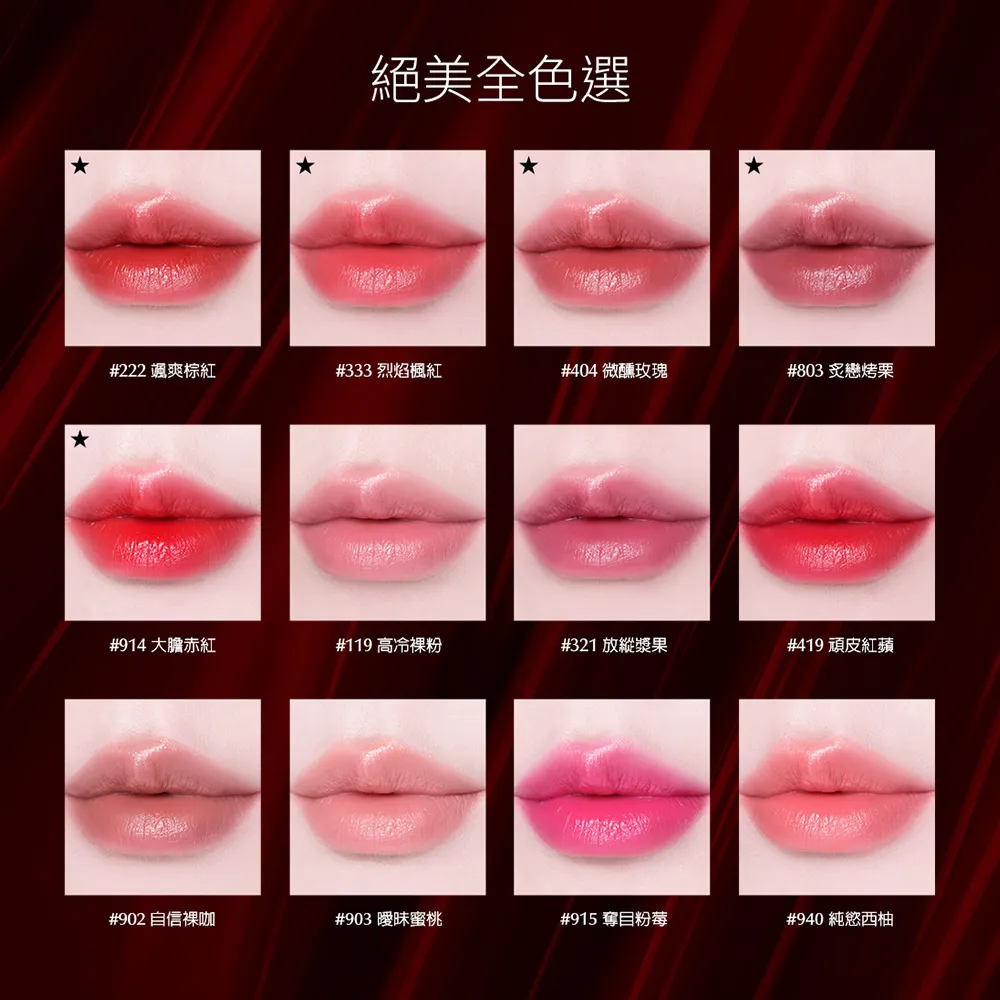 絕美全色選
★
★
★
★
#222 颯爽棕紅
#333 烈焰楓紅
#404 微醺玫瑰
#803 炙戀烤栗
★
#914 大膽赤紅
#119 高冷裸粉
#321 放縱漿果
#419 頑皮紅蘋
#902 自信裸咖
#903 曖昧蜜桃
#915 奪目粉莓
#940 純慾西柚